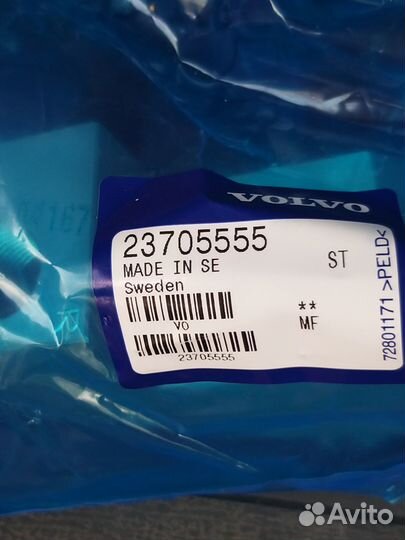 VOLVO
23705555
MADE IN SE
Sweden
ST
VO
**
MF
23705555
72801171 >PELD<
Avito